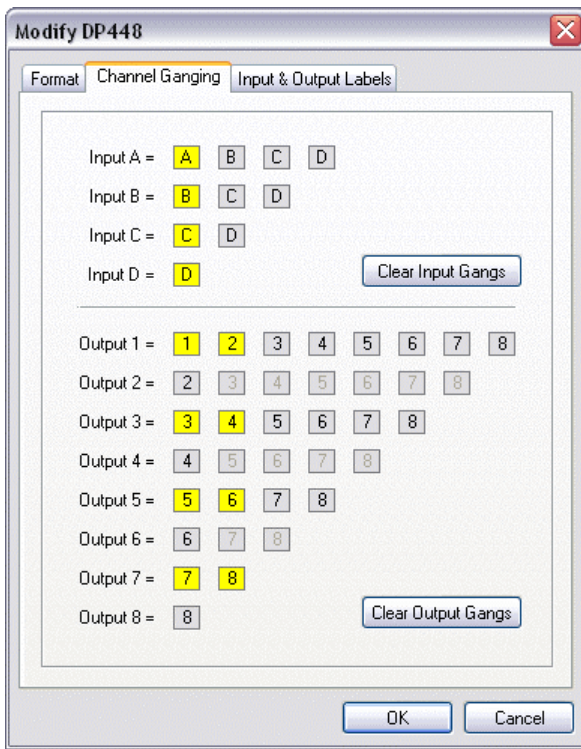 Modify DP448
Format Channel Ganging Input & Output Labels
Input A = A B C D
Input B = B C D
Input C = C D
Input D = D Clear Input Gangs
Output 1 = 1 2 3 4 5 6 7 8
Output 2 = 2 3 4 5 6 7 8
Output 3 = 3 4 5 6 7 8
Output 4 = 4 5 6 7 8
Output 5 = 5 6 7 8
Output 6 = 6 7 8
Output 7 = 7 8
Output 8 = 8 Clear Output Gangs
OK Cancel